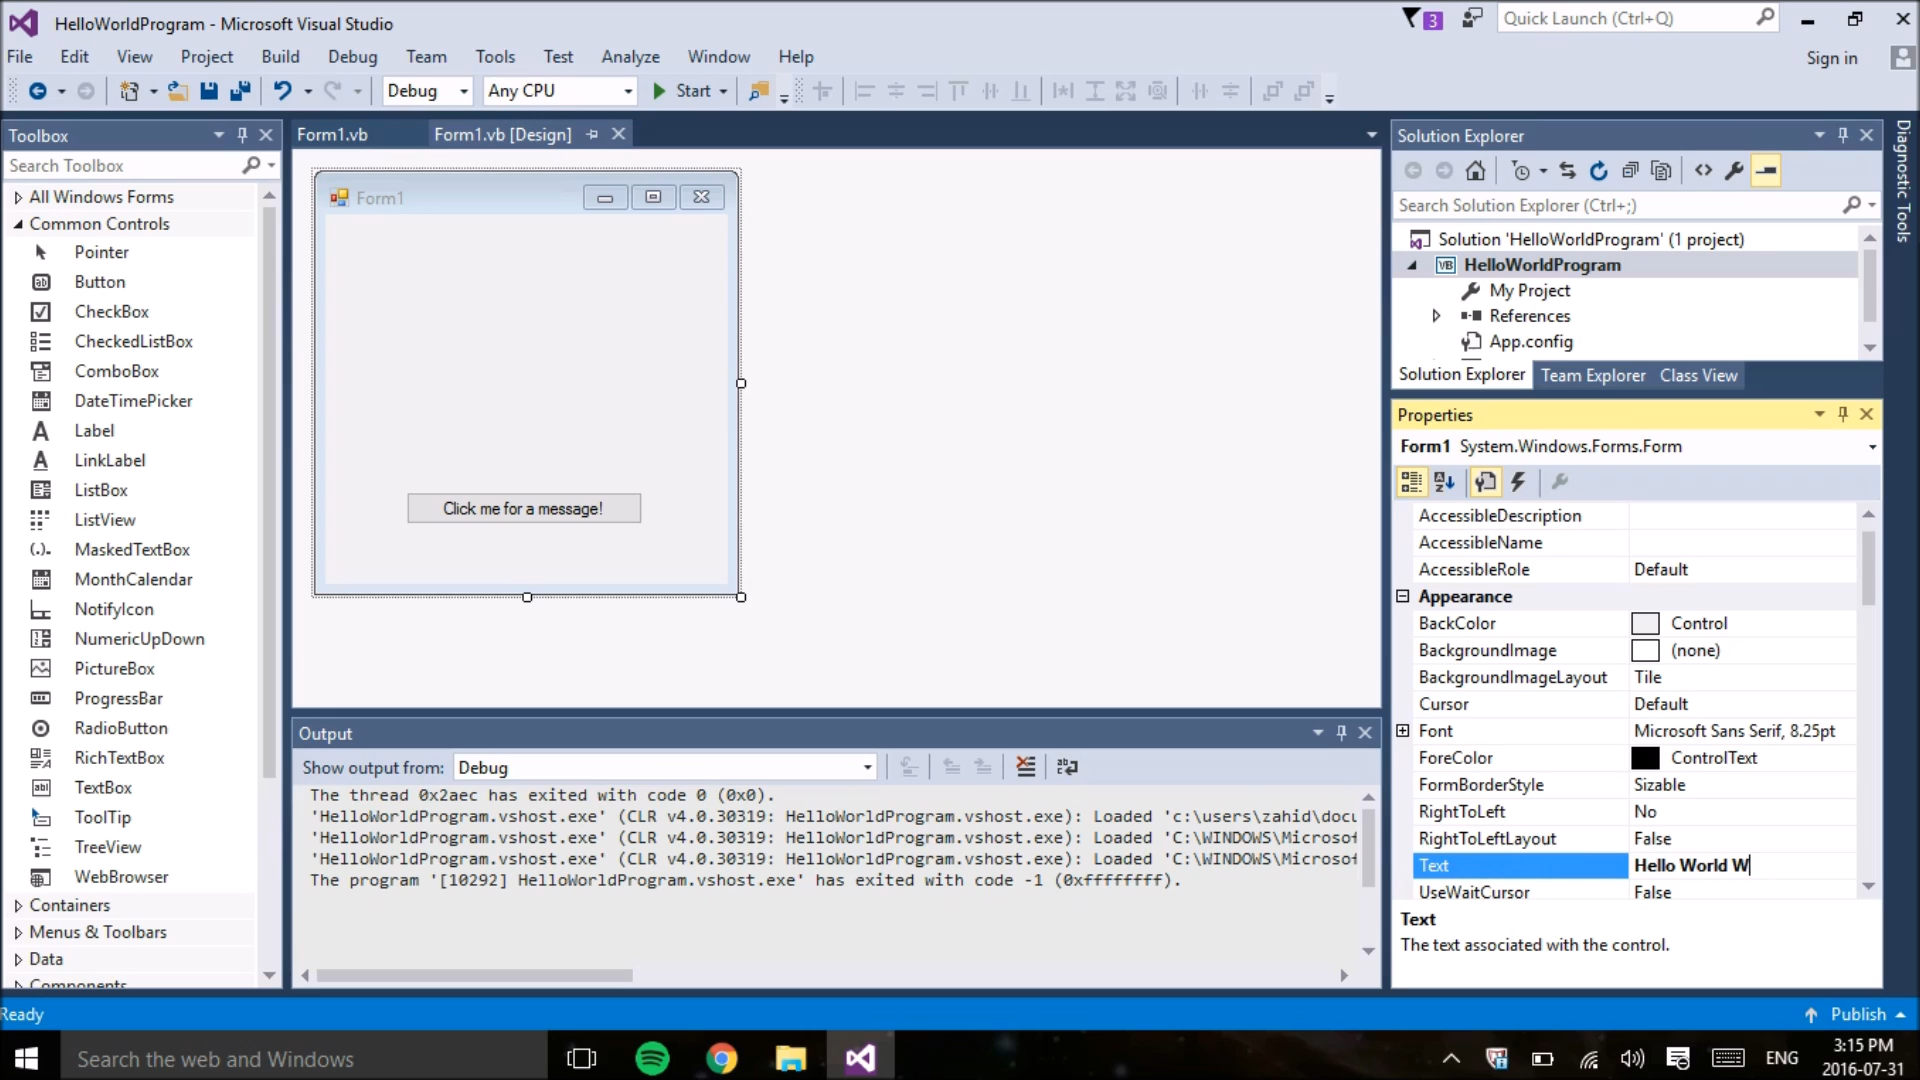 HelloWorldProgram - Microsoft Visual Studio
3
Quick Launch (Ctrl+Q)
File Edit View Project Build Debug Team Tools Test Analyze Window Help
Sign in
Debug Any CPU Start
Toolbox
Search Toolbox
All Windows Forms
Common Controls
Pointer
Button
CheckBox
CheckedListBox
ComboBox
DateTimePicker
Label
LinkLabel
ListBox
ListView
MaskedTextBox
MonthCalendar
NotifyIcon
NumericUpDown
PictureBox
ProgressBar
RadioButton
RichTextBox
TextBox
ToolTip
TreeView
WebBrowser
Containers
Menus & Toolbars
Data
Components
Form1.vb Form1.vb [Design]
Form1
Click me for a message!
Output
Show output from: Debug
The thread 0x2aec has exited with code 0 (0x0).
'HelloWorldProgram.vshost.exe' (CLR v4.0.30319: HelloWorldProgram.vshost.exe): Loaded 'c:\users\zahid\docu
'HelloWorldProgram.vshost.exe' (CLR v4.0.30319: HelloWorldProgram.vshost.exe): Loaded 'C:\WINDOWS\Microsof
'HelloWorldProgram.vshost.exe' (CLR v4.0.30319: HelloWorldProgram.vshost.exe): Loaded 'C:\WINDOWS\Microsof
The program '[10292] HelloWorldProgram.vshost.exe' has exited with code -1 (0xffffffff).
Solution Explorer
Search Solution Explorer (Ctrl+;)
Solution 'HelloWorldProgram' (1 project)
VB HelloWorldProgram
My Project
References
App.config
Solution Explorer Team Explorer Class View
Properties
Form1 System.Windows.Forms.Form
AccessibleDescription
AccessibleName
AccessibleRole Default
Appearance
BackColor Control
BackgroundImage (none)
BackgroundImageLayout Tile
Cursor Default
Font Microsoft Sans Serif, 8.25pt
ForeColor ControlText
FormBorderStyle Sizable
RightToLeft No
RightToLeftLayout False
Text Hello World W
UseWaitCursor False
Text
The text associated with the control.
Diagnostic Tools
Ready
Publish
Search the web and Windows
ENG
3:15 PM
2016-07-31